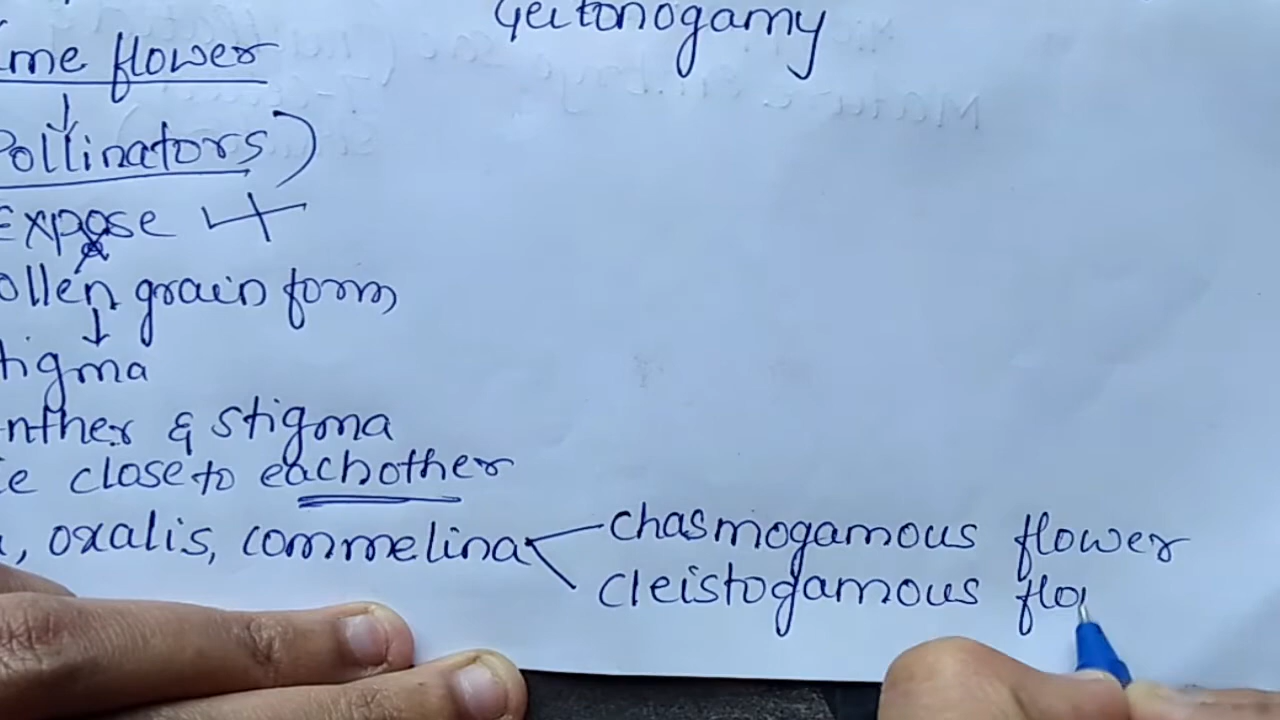 Geitonogamy
me flower
Pollinators)
Expose
ollen grain form
tigma
nther & stigma
e close to eachother
, oxalis, commelina
chasmogamous flower
cleistogamous flo